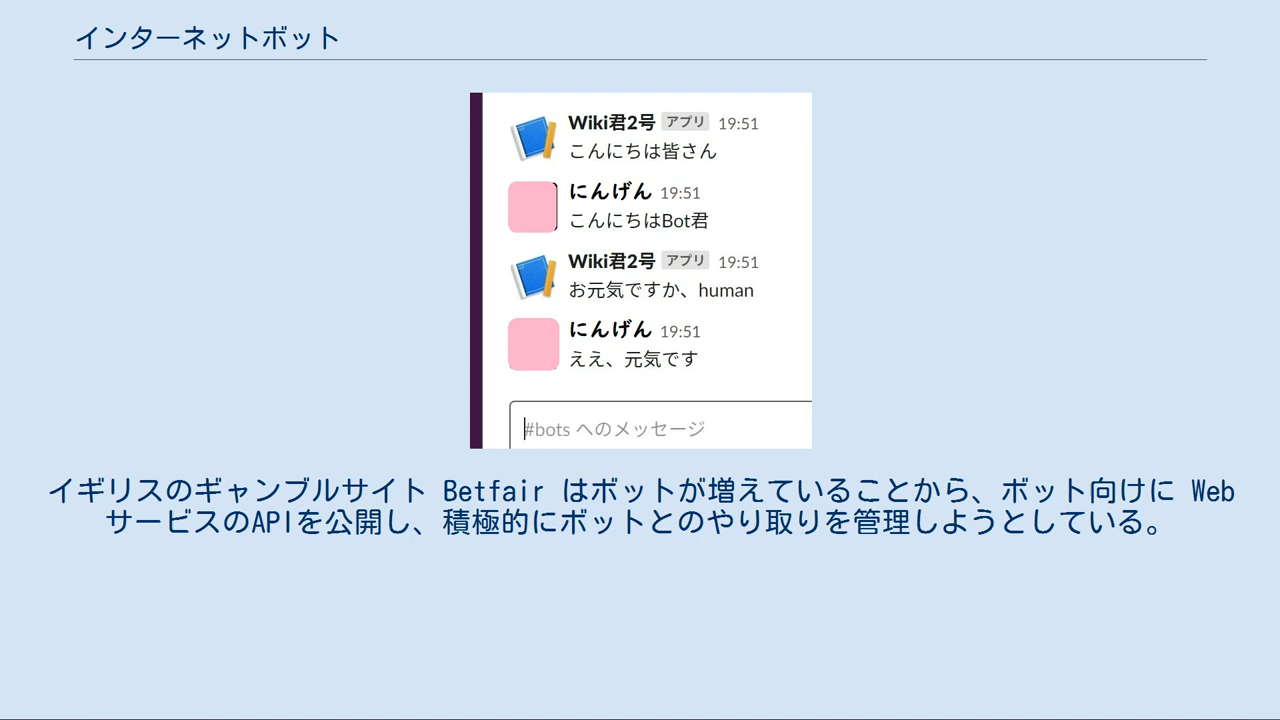 インターネットボット
Wiki君2号 アプリ 19:51
こんにちは皆さん
にんげん 19:51
こんにちはBot君
Wiki君2号 アプリ 19:51
お元気ですか、human
にんげん 19:51
ええ、元気です
#bots へのメッセージ
イギリスのギャンブルサイト Betfair はボットが増えていることから、ボット向けに Web
サービスのAPIを公開し、積極的にボットとのやり取りを管理しようとしている。